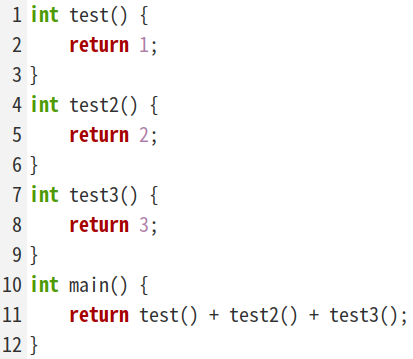 1 int test() {
2     return 1;
3 }
4 int test2() {
5     return 2;
6 }
7 int test3() {
8     return 3;
9 }
10 int main() {
11     return test() + test2() + test3();
12 }